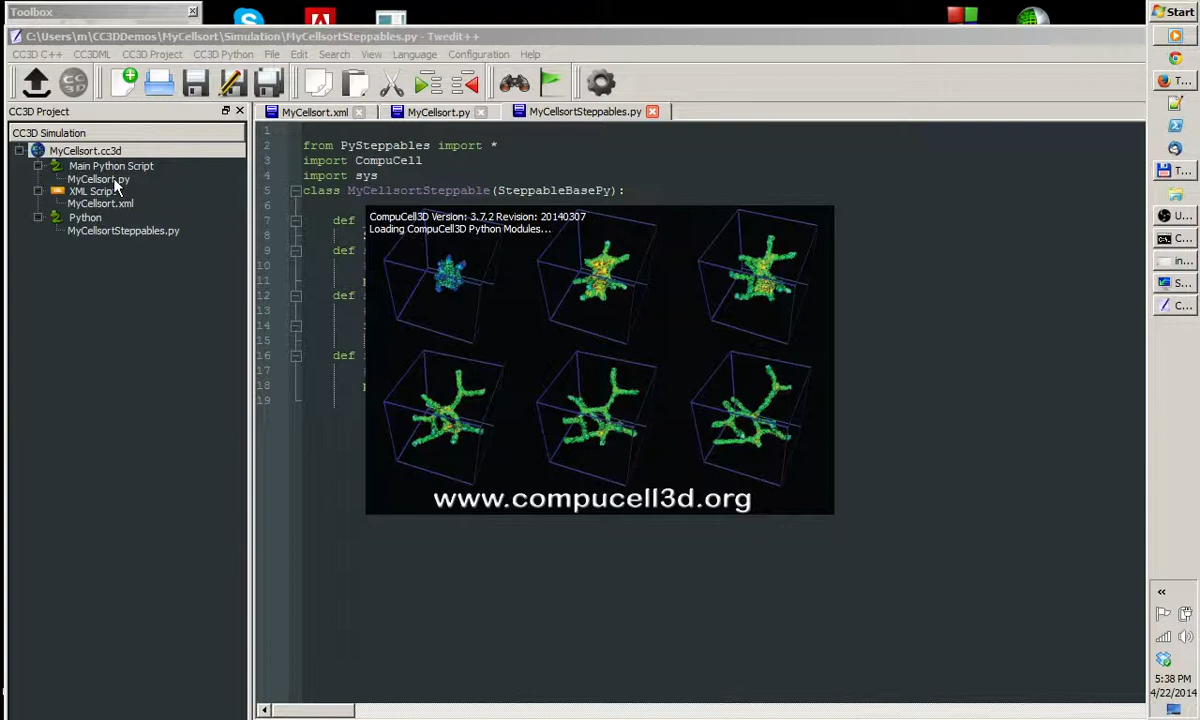 Toolbox
Start
C:\Users\m\CC3DDemos\MyCellsort\Simulation\MyCellsortSteppables.py - Twedit++
CC3D C++ CC3DML CC3D Project CC3D Python File Edit Search View Language Configuration Help
CC3D Project
MyCellsort.xml
MyCellsort.py
MyCellsortSteppables.py
CC3D Simulation
MyCellsort.cc3d
Main Python Script
MyCellsort.py
XML Scrip
MyCellsort.xml
Python
MyCellsortSteppables.py
1
2 from PySteppables import *
3 import CompuCell
4 import sys
5 class MyCellsortSteppable(SteppableBasePy):
6
7 def
8
9 def
10
11
12 def
13
14
15
16 def
17
18
19
CompuCell3D Version: 3.7.2 Revision: 20140307
Loading CompuCell3D Python Modules...
www.compucell3d.org
T...
T...
U...
C...
in...
S...
C...
5:38 PM
4/22/2014